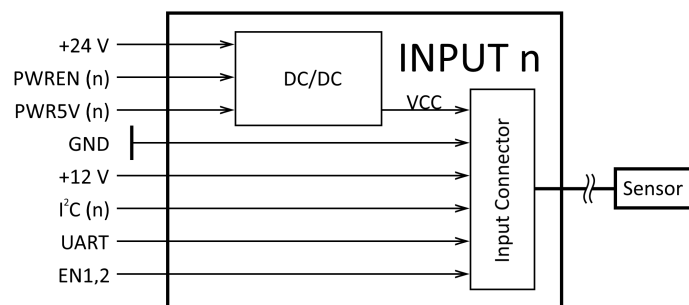 +24 V
PWREN (n)
PWR5V (n)
GND
+12 V
I²C (n)
UART
EN1,2
DC/DC
INPUT n
VCC
Input Connector
Sensor